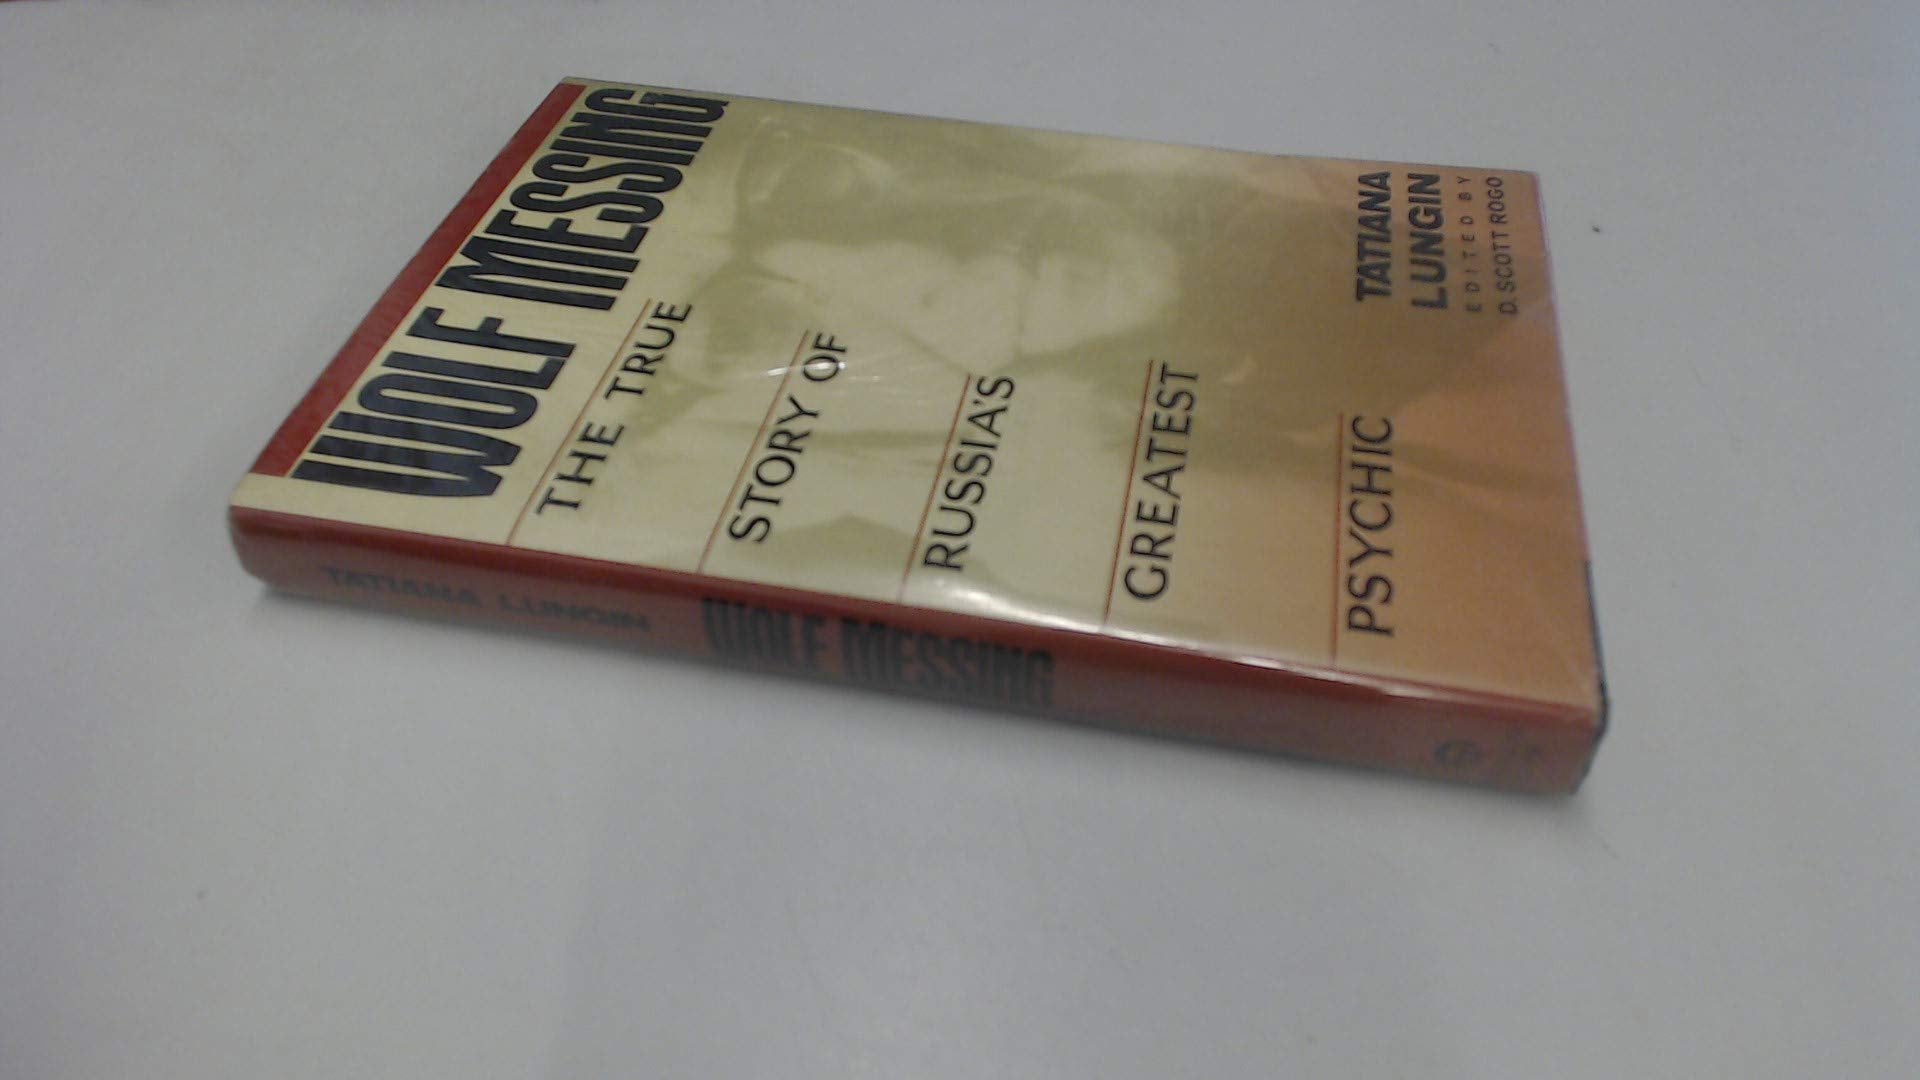 WOLF MESSING
THE TRUE
STORY OF
RUSSIA'S
GREATEST
PSYCHIC
TATIANA
LUNGIN
EDITED BY
D. SCOTT ROGO
TATIANA LUNGIN
WOLF MESSING